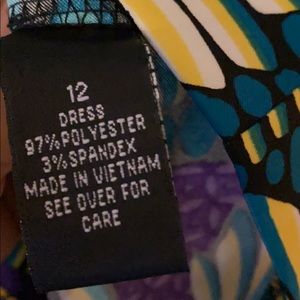 12
DRESS
97% POLYESTER
3% SPANDEX
MADE IN VIETNAM
SEE OVER FOR
CARE